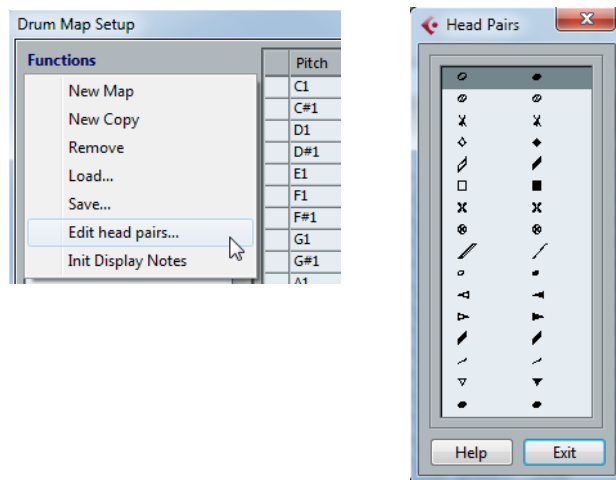 Drum Map Setup
Functions
New Map
New Copy
Remove
Load...
Save...
Edit head pairs...
Init Display Notes
Pitch
C1
C#1
D1
D#1
E1
F1
F#1
G1
G#1
A1
Head Pairs
Help
Exit